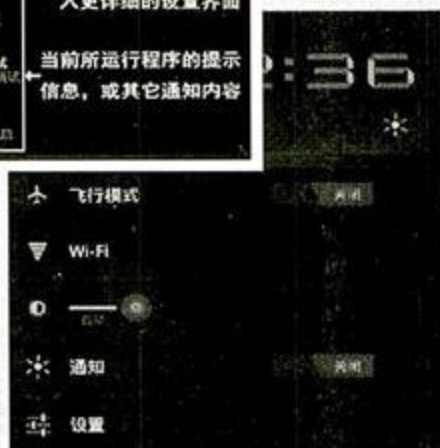 入更详细的设置界面
当前所运行程序的提示
信息，或其它通知内容
:36
飞行模式
关闭
Wi-Fi
自动
通知
关闭
设置